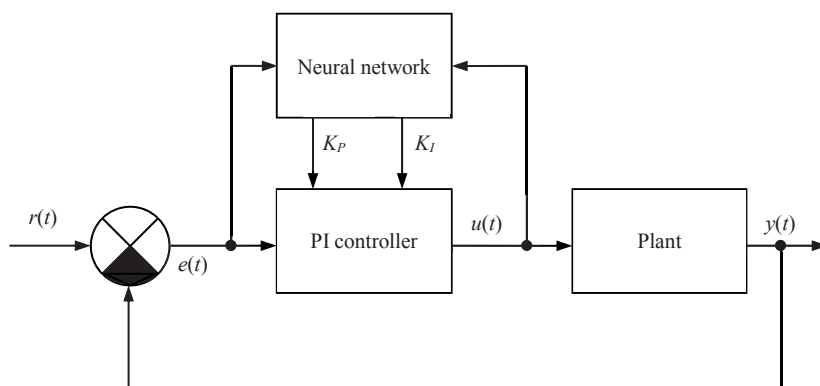 Neural network
K_P
K_I
r(t)
e(t)
PI controller
u(t)
Plant
y(t)